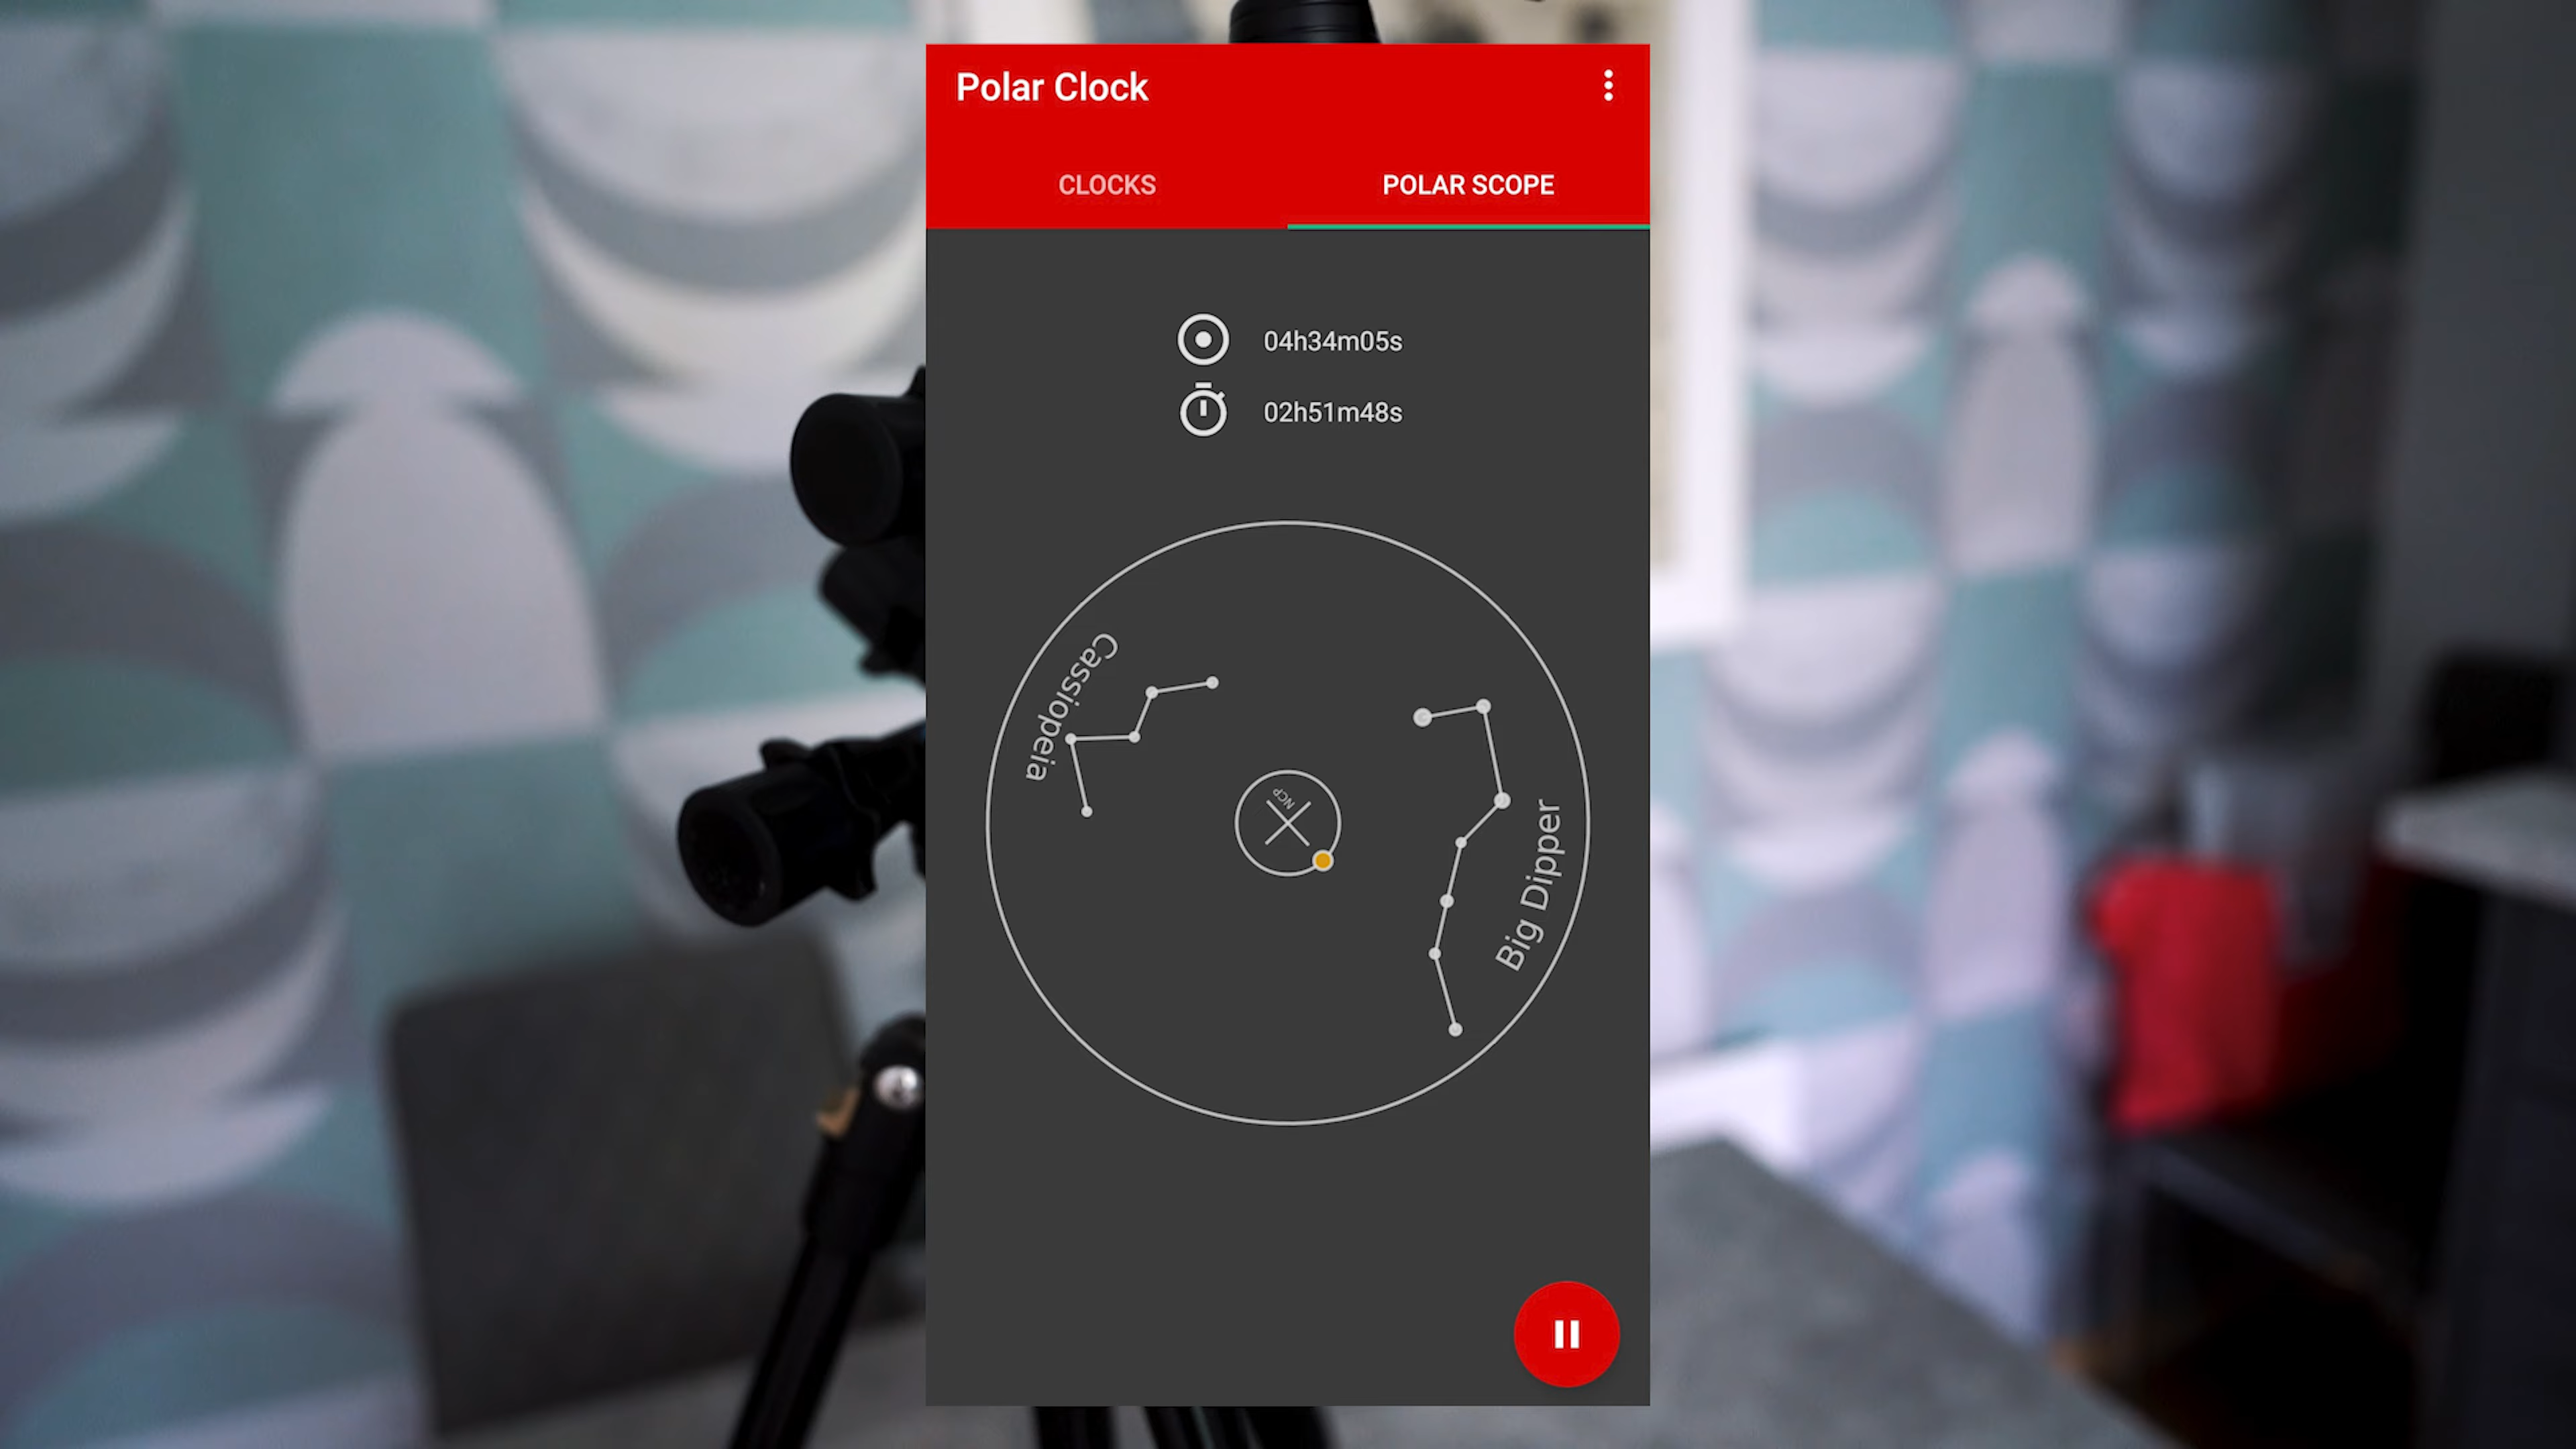 Polar Clock
CLOCKS
POLAR SCOPE
04h34m05s
02h51m48s
Cassiopeia
NCP
Big Dipper